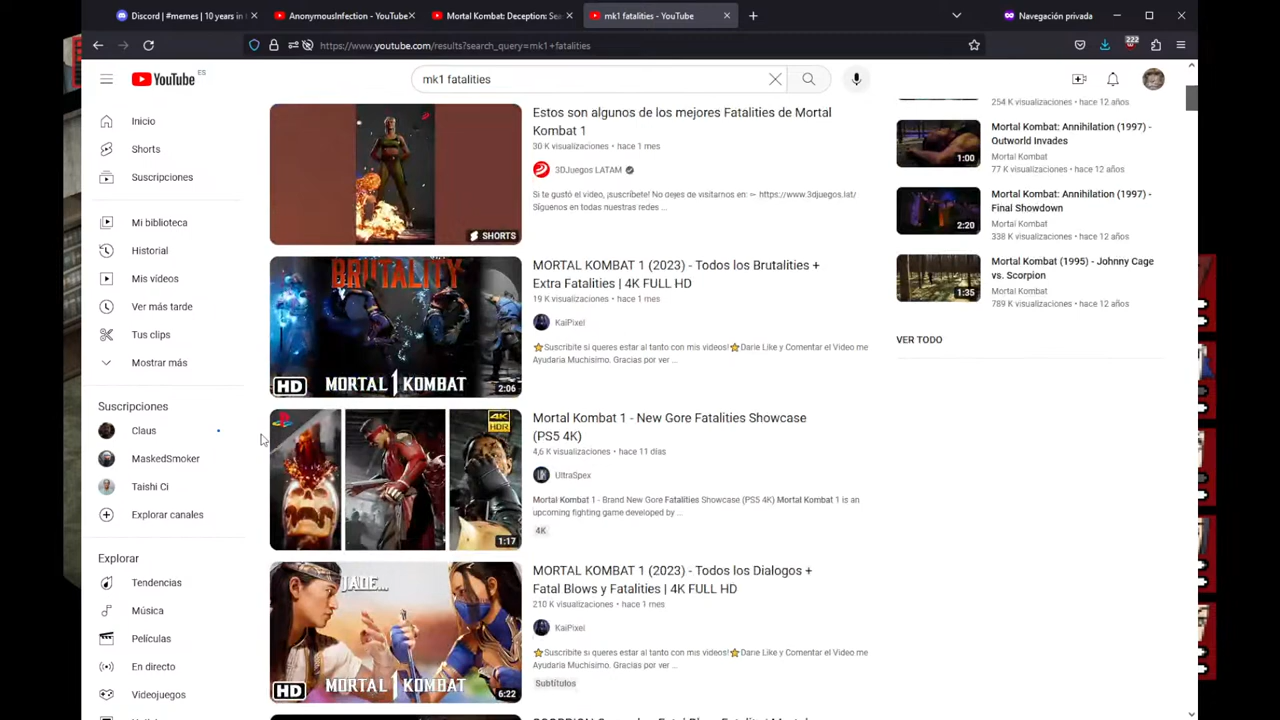 Discord | #memes | 10 years in
AnonymousInfection - YouTube
Mortal Kombat: Deception: Sea
mk1 fatalities - YouTube
Navegación privada
https://www.youtube.com/results?search_query=mk1+fatalities
222
YouTube ES
mk1 fatalities
Inicio
Shorts
Suscripciones
Mi biblioteca
Historial
Mis vídeos
Ver más tarde
Tus clips
Mostrar más
Suscripciones
Claus
MaskedSmoker
Taishi Ci
Explorar canales
Explorar
Tendencias
Música
Películas
En directo
Videojuegos
SHORTS
Estos son algunos de los mejores Fatalities de Mortal
Kombat 1
30 K visualizaciones • hace 1 mes
3DJuegos LATAM
Si te gustó el video, ¡suscríbete! No dejes de visitarnos en: ► https://www.3djuegos.lat/
Síguenos en todas nuestras redes ...
BRUTALITY
HD
MORTAL KOMBAT
2:06
MORTAL KOMBAT 1 (2023) - Todos los Brutalities +
Extra Fatalities | 4K FULL HD
19 K visualizaciones • hace 1 mes
KaiPixel
⭐Suscribite si queres estar al tanto con mis videos!⭐Darle Like y Comentar el Video me
Ayudaria Muchisimo. Gracias por ver ...
4K
HDR
1:17
Mortal Kombat 1 - New Gore Fatalities Showcase
(PS5 4K)
4,6 K visualizaciones • hace 11 días
UltraSpex
Mortal Kombat 1 - Brand New Gore Fatalities Showcase (PS5 4K) Mortal Kombat 1 is an
upcoming fighting game developed by ...
4K
JADE...
HD
MORTAL KOMBAT
6:22
MORTAL KOMBAT 1 (2023) - Todos los Dialogos +
Fatal Blows y Fatalities | 4K FULL HD
210 K visualizaciones • hace 1 mes
KaiPixel
⭐Suscribite si queres estar al tanto con mis videos!⭐Darle Like y Comentar el Video me
Ayudaria Muchisimo. Gracias por ver ...
Subtítulos
254 K visualizaciones • hace 12 años
1:00
Mortal Kombat: Annihilation (1997) -
Outworld Invades
Mortal Kombat
77 K visualizaciones • hace 12 años
2:20
Mortal Kombat: Annihilation (1997) -
Final Showdown
Mortal Kombat
338 K visualizaciones • hace 12 años
1:35
Mortal Kombat (1995) - Johnny Cage
vs. Scorpion
Mortal Kombat
789 K visualizaciones • hace 12 años
VER TODO